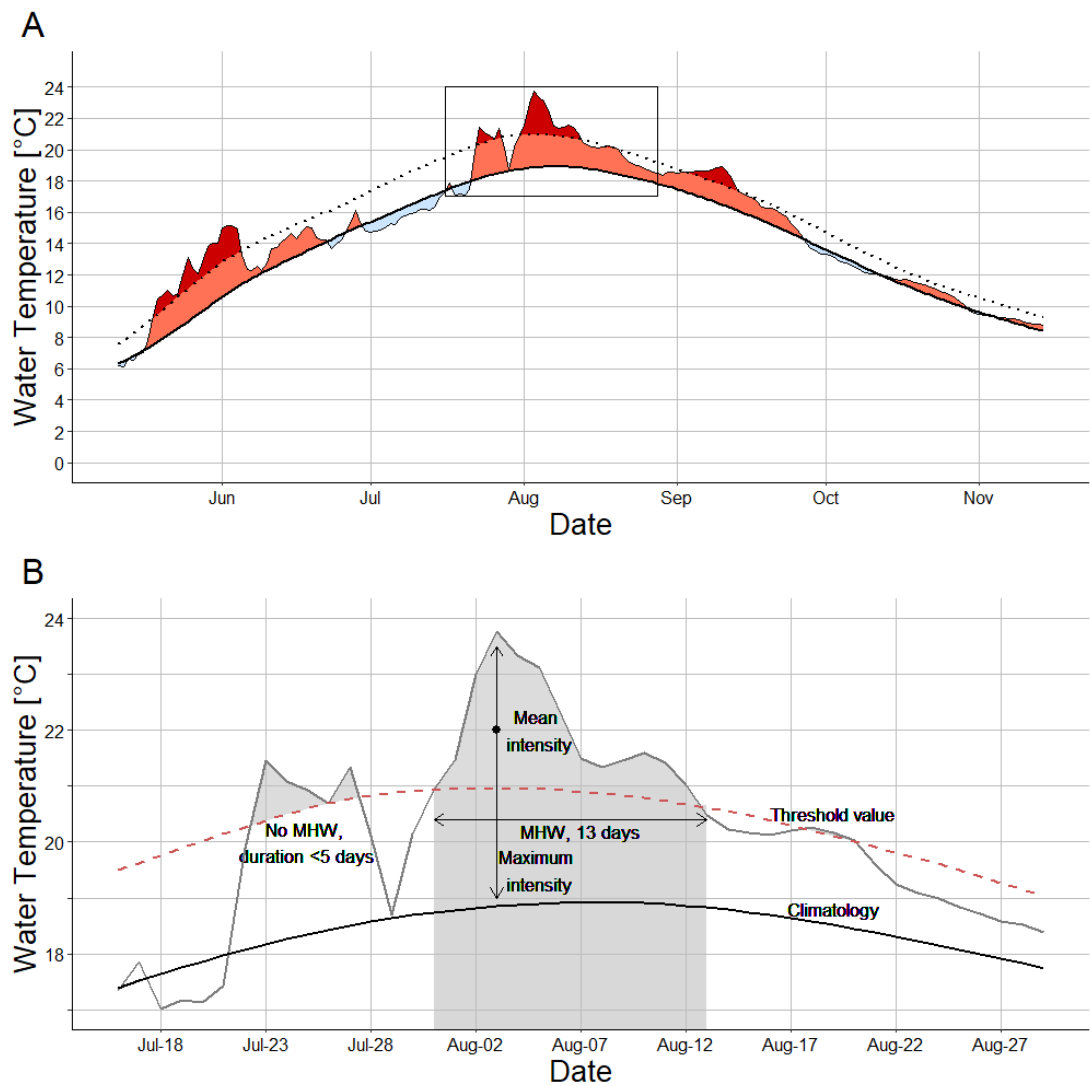 A
Water Temperature [°C]
24
22
20
18
16
14
12
10
8
6
4
2
0
Jun
Jul
Aug
Sep
Oct
Nov
Date
B
Water Temperature [°C]
24
22
20
18
Mean
intensity
Threshold value
No MHW,
duration <5 days
MHW, 13 days
Maximum
intensity
Climatology
Jul-18
Jul-23
Jul-28
Aug-02
Aug-07
Aug-12
Aug-17
Aug-22
Aug-27
Date